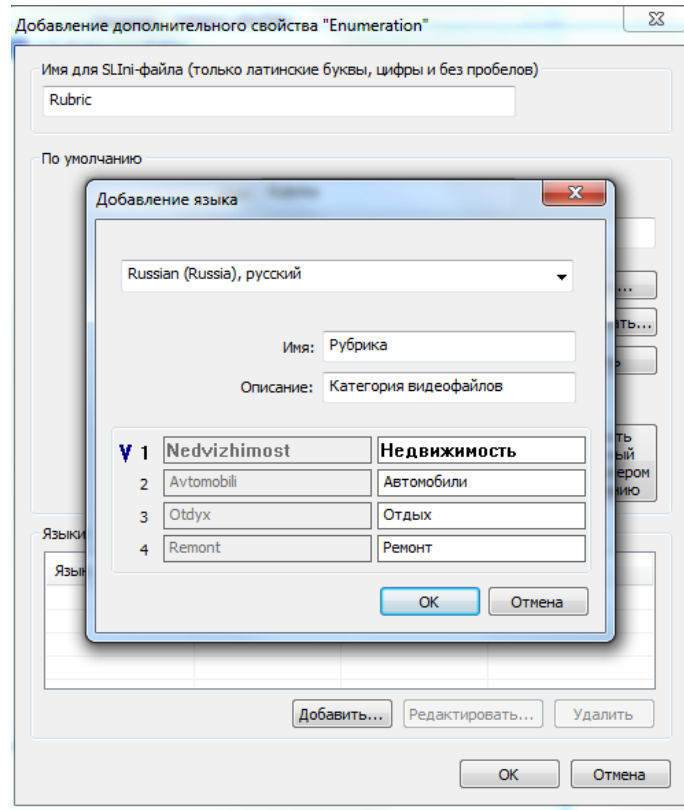 Добавление дополнительного свойства "Enumeration"
Имя для SLIni-файла (только латинские буквы, цифры и без пробелов)
Rubric
По умолчанию
Добавление языка
Russian (Russia), русский
Имя: Рубрика
Описание: Категория видеофайлов
V 1 Nedvizhimost Недвижимость
2 Avtomobili Автомобили
3 Otdyx Отдых
4 Remont Ремонт
OK Отмена
Языки
Добавить... Редактировать... Удалить
OK Отмена